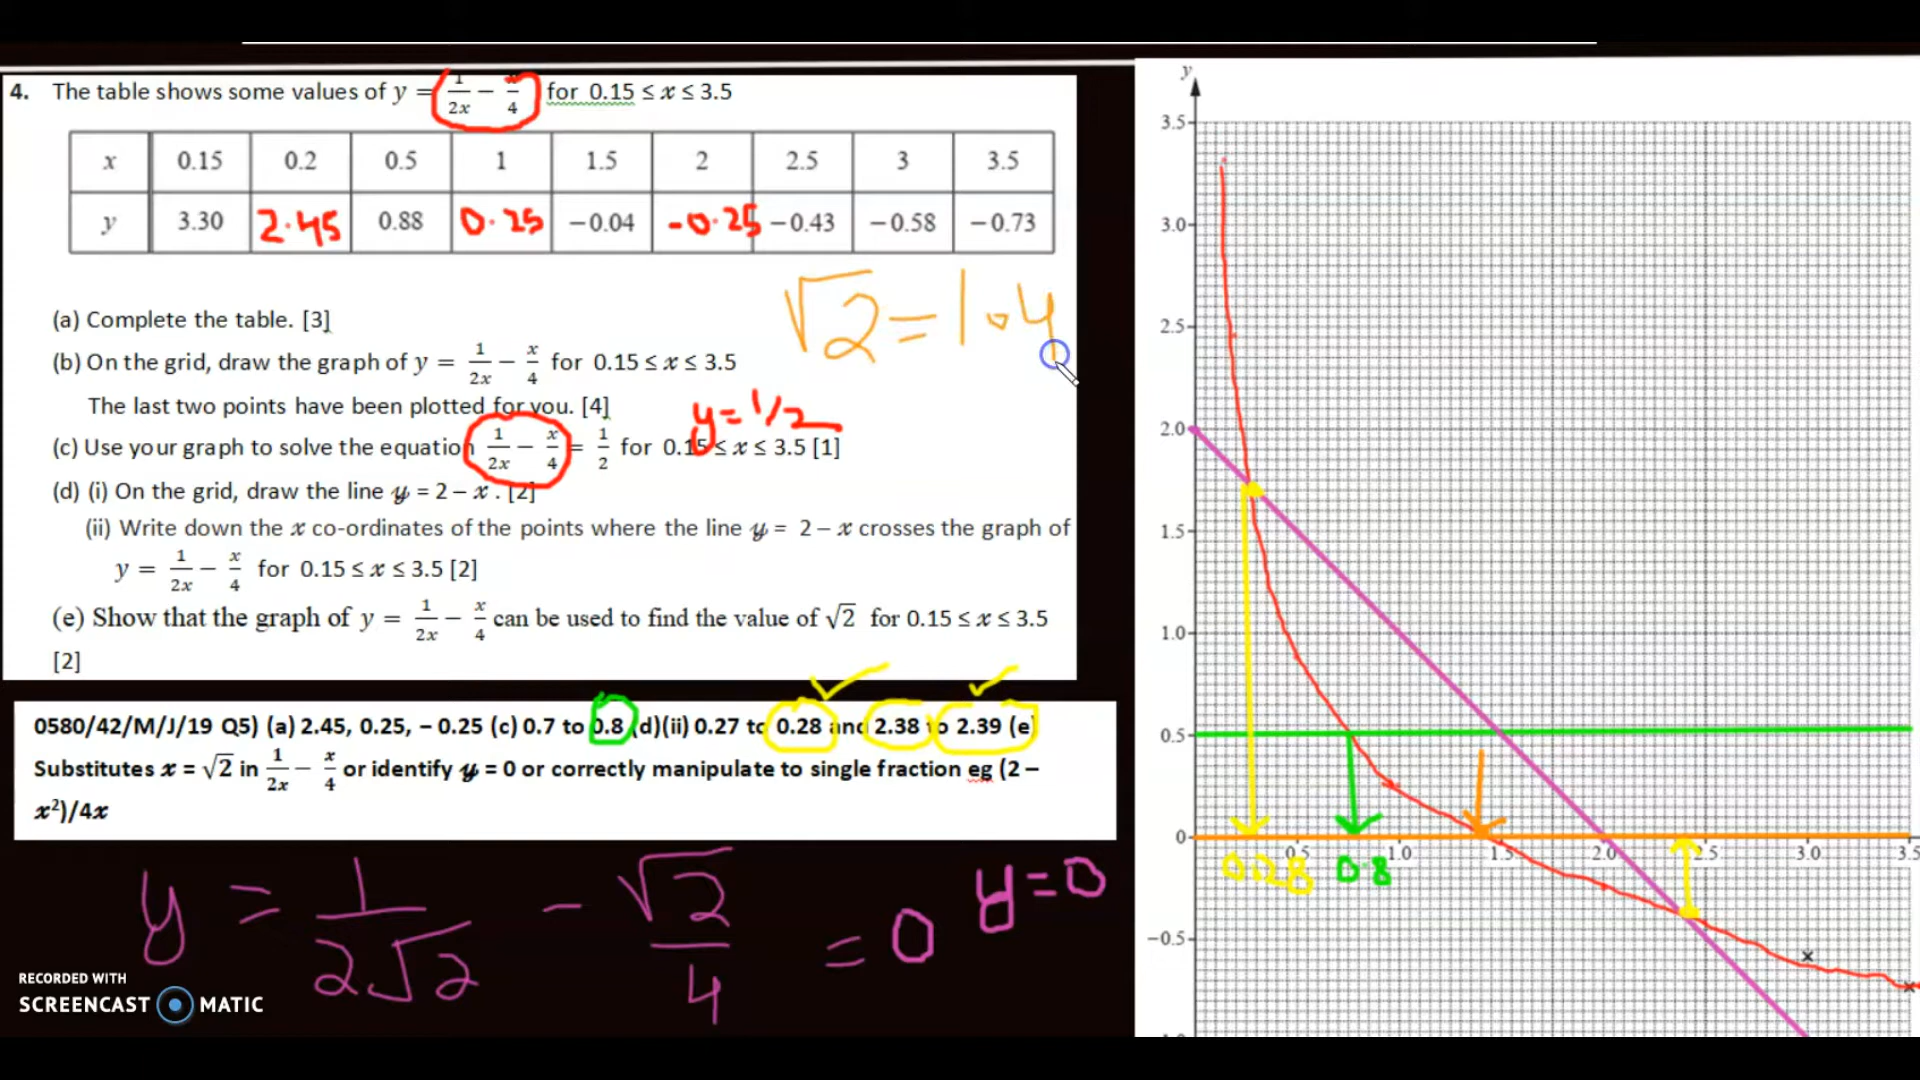 4. The table shows some values of y = 1/2x − x/4 for 0.15 ≤ x ≤ 3.5
x 0.15 0.2 0.5 1 1.5 2 2.5 3 3.5
y 3.30 2.45 0.88 0.25 −0.04 -0.25 −0.43 −0.58 −0.73
√2 = 1.4
(a) Complete the table. [3]
(b) On the grid, draw the graph of y = 1/2x − x/4 for 0.15 ≤ x ≤ 3.5
The last two points have been plotted for you. [4]
y = 1/2
(c) Use your graph to solve the equation 1/2x − x/4 = 1/2 for 0.15 ≤ x ≤ 3.5 [1]
(d) (i) On the grid, draw the line y = 2 − x . [2]
(ii) Write down the x co-ordinates of the points where the line y = 2 − x crosses the graph of
y = 1/2x − x/4 for 0.15 ≤ x ≤ 3.5 [2]
(e) Show that the graph of y = 1/2x − x/4 can be used to find the value of √2 for 0.15 ≤ x ≤ 3.5
[2]
0580/42/M/J/19 Q5) (a) 2.45, 0.25, – 0.25 (c) 0.7 to 0.8 (d)(ii) 0.27 to 0.28 and 2.38 to 2.39 (e)
Substitutes x = √2 in 1/2x − x/4 or identify y = 0 or correctly manipulate to single fraction eg (2 –
x²)/4x
y = 1/2√2 - √2/4 = 0 y=0
RECORDED WITH
SCREENCAST MATIC
y
3.5
3.0
2.5
2.0
1.5
1.0
0.5
0
0.5 1.0 1.5 2.0 2.5 3.0 3.5
0.28 0.8
−0.5